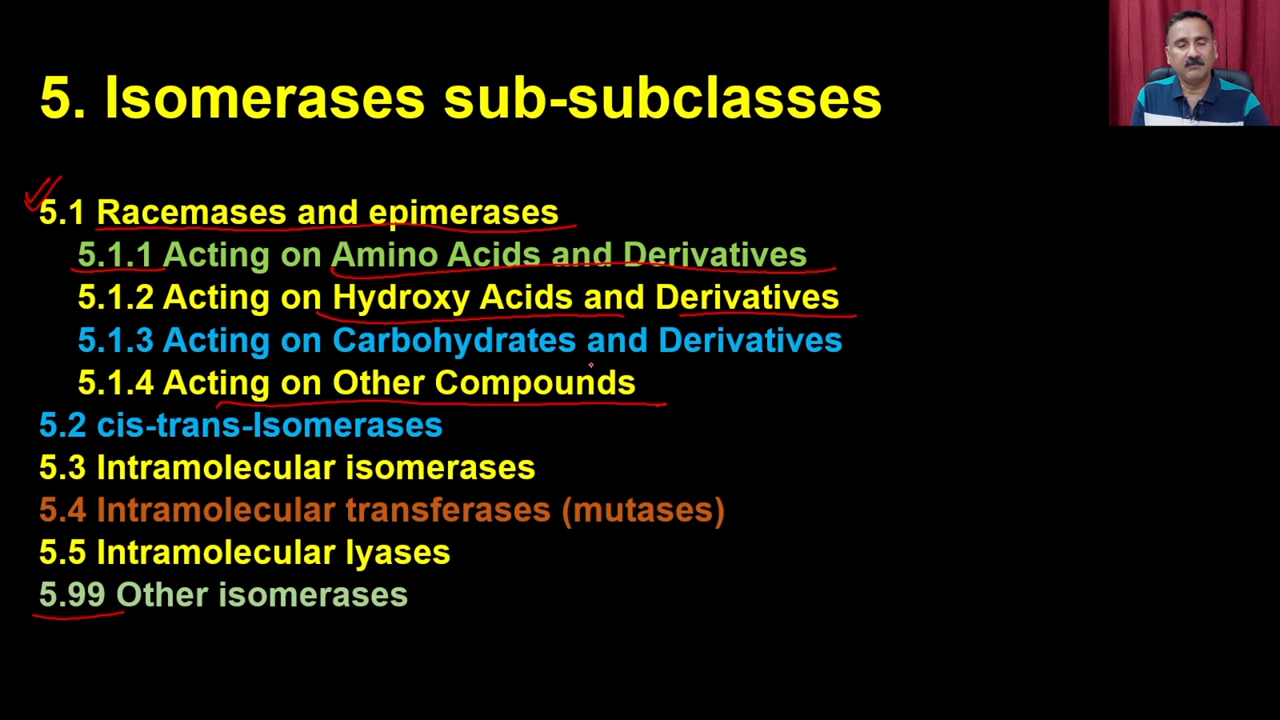 5. Isomerases sub-subclasses
5.1 Racemases and epimerases
5.1.1 Acting on Amino Acids and Derivatives
5.1.2 Acting on Hydroxy Acids and Derivatives
5.1.3 Acting on Carbohydrates and Derivatives
5.1.4 Acting on Other Compounds
5.2 cis-trans-Isomerases
5.3 Intramolecular isomerases
5.4 Intramolecular transferases (mutases)
5.5 Intramolecular lyases
5.99 Other isomerases